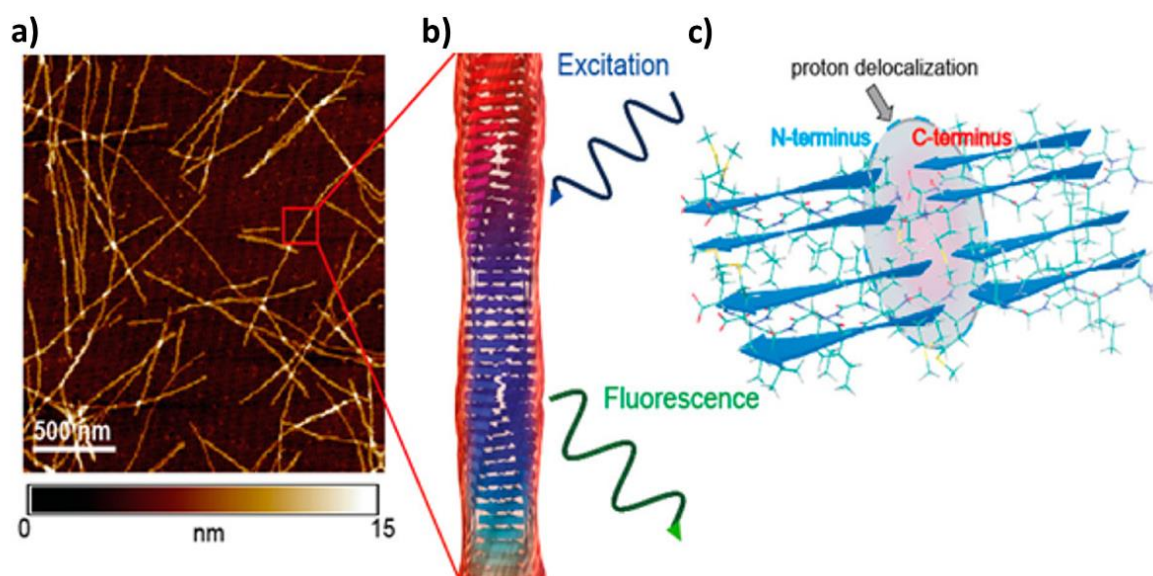 a)
b)
c)
Excitation
proton delocalization
N-terminus
C-terminus
Fluorescence
500 nm
0
nm
15